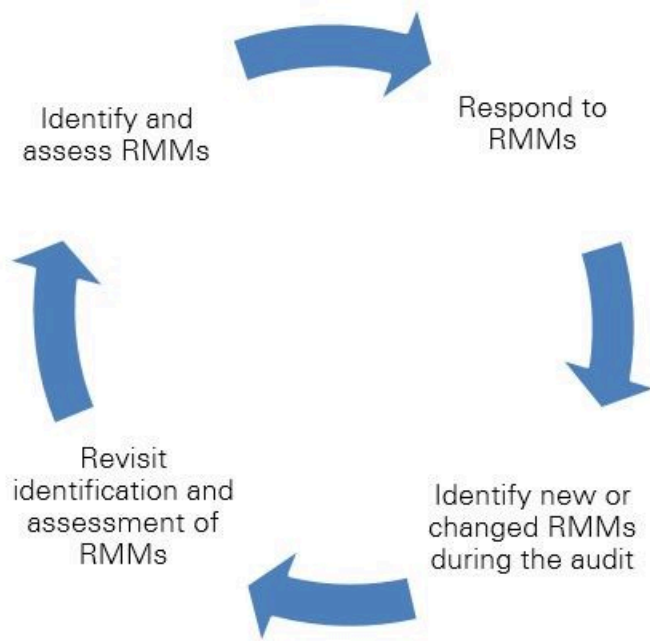 Identify and
assess RMMs
Respond to
RMMs
Identify new or
changed RMMs
during the audit
Revisit
identification and
assessment of
RMMs